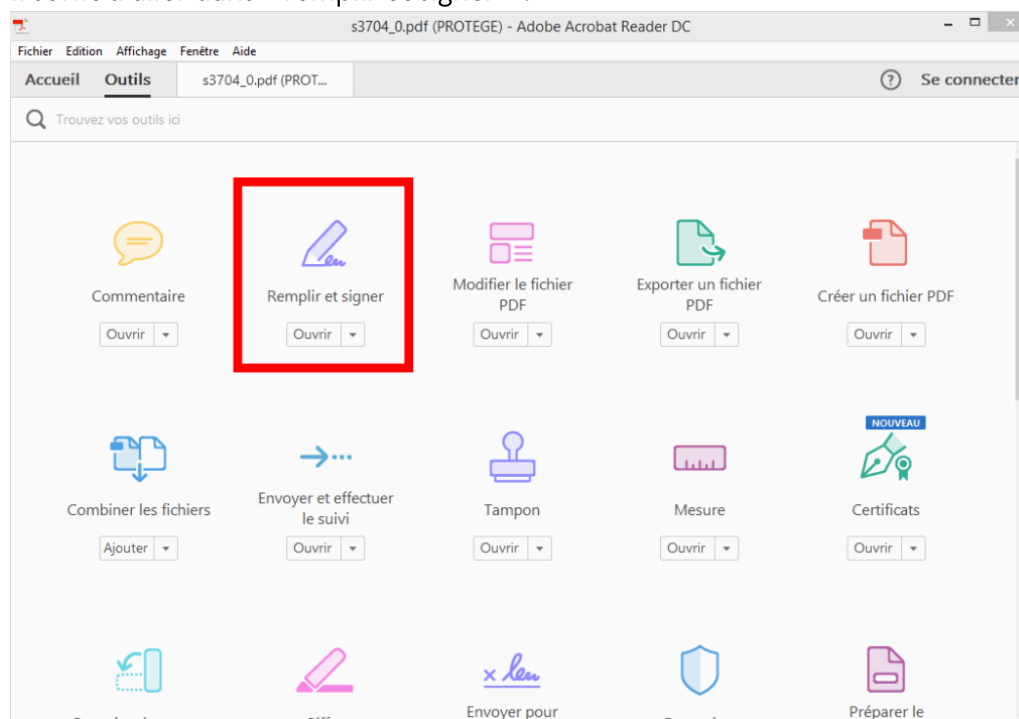 s3704_0.pdf (PROTEGE) - Adobe Acrobat Reader DC
Fichier Edition Affichage Fenêtre Aide
Accueil Outils s3704_0.pdf (PROT... ? Se connecter
Trouvez vos outils ici
Commentaire
Ouvrir
Remplir et signer
Ouvrir
Modifier le fichier
PDF
Ouvrir
Exporter un fichier
PDF
Ouvrir
Créer un fichier PDF
Ouvrir
Combiner les fichiers
Ajouter
Envoyer et effectuer
le suivi
Ouvrir
Tampon
Ouvrir
Mesure
Ouvrir
NOUVEAU
Certificats
Ouvrir
Envoyer pour
Préparer le